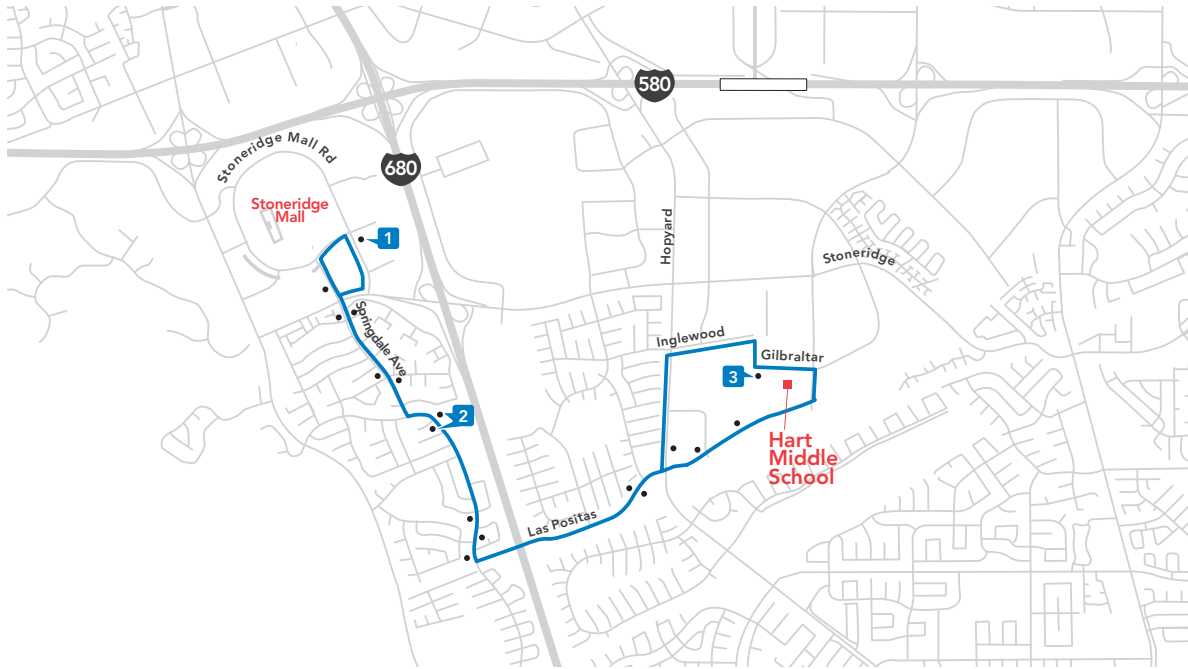 580
Stoneridge Mall Rd
680
Stoneridge
Mall
1
Hopyard
Stoneridge
Springdale Ave
Inglewood
Gilbraltar
3
2
Hart
Middle
School
Las Positas